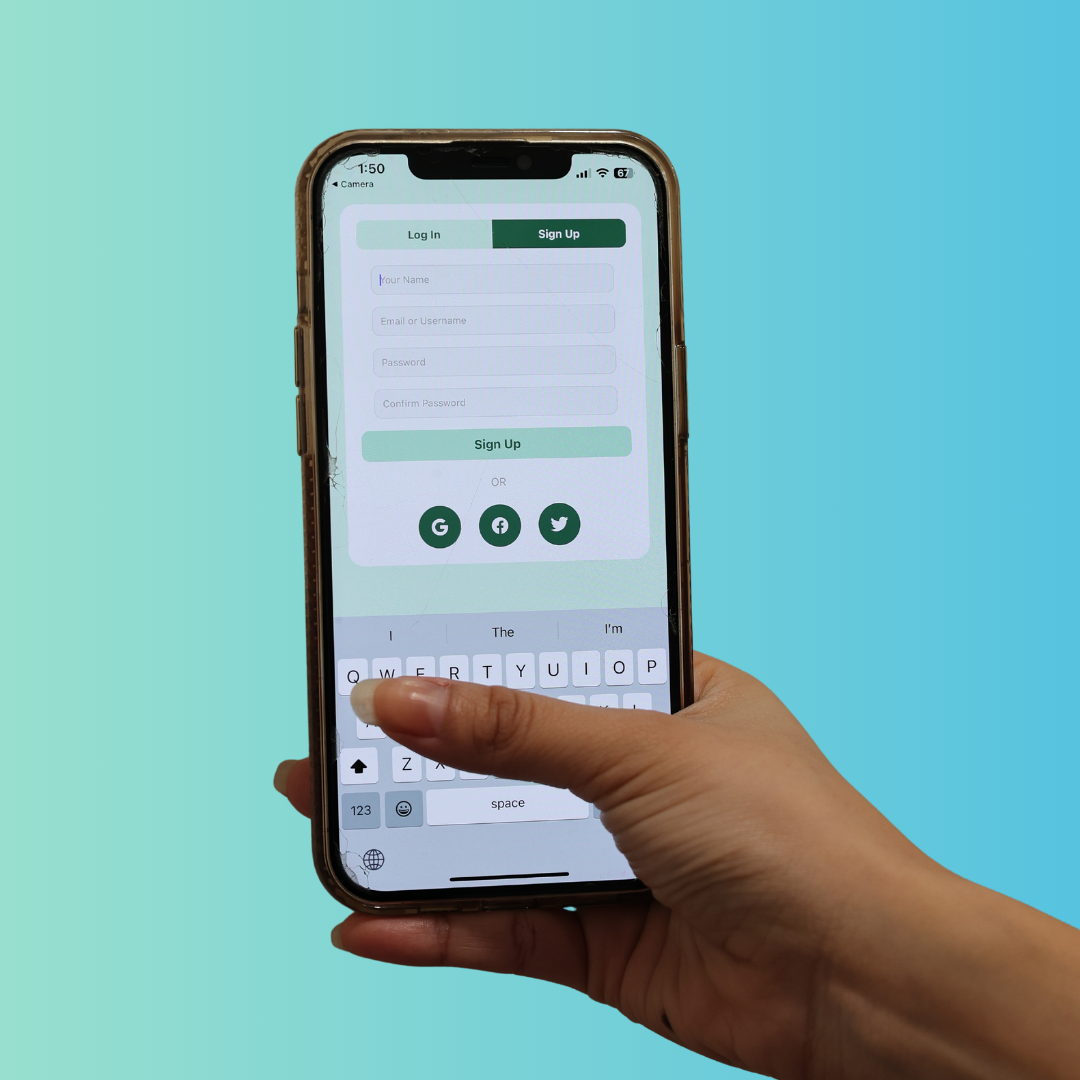 1:50
67
◀ Camera
Log In
Sign Up
Your Name
Email or Username
Password
Confirm Password
Sign Up
OR
G
I
The
I'm
Q W E R T Y U I O P
Z X
123
space